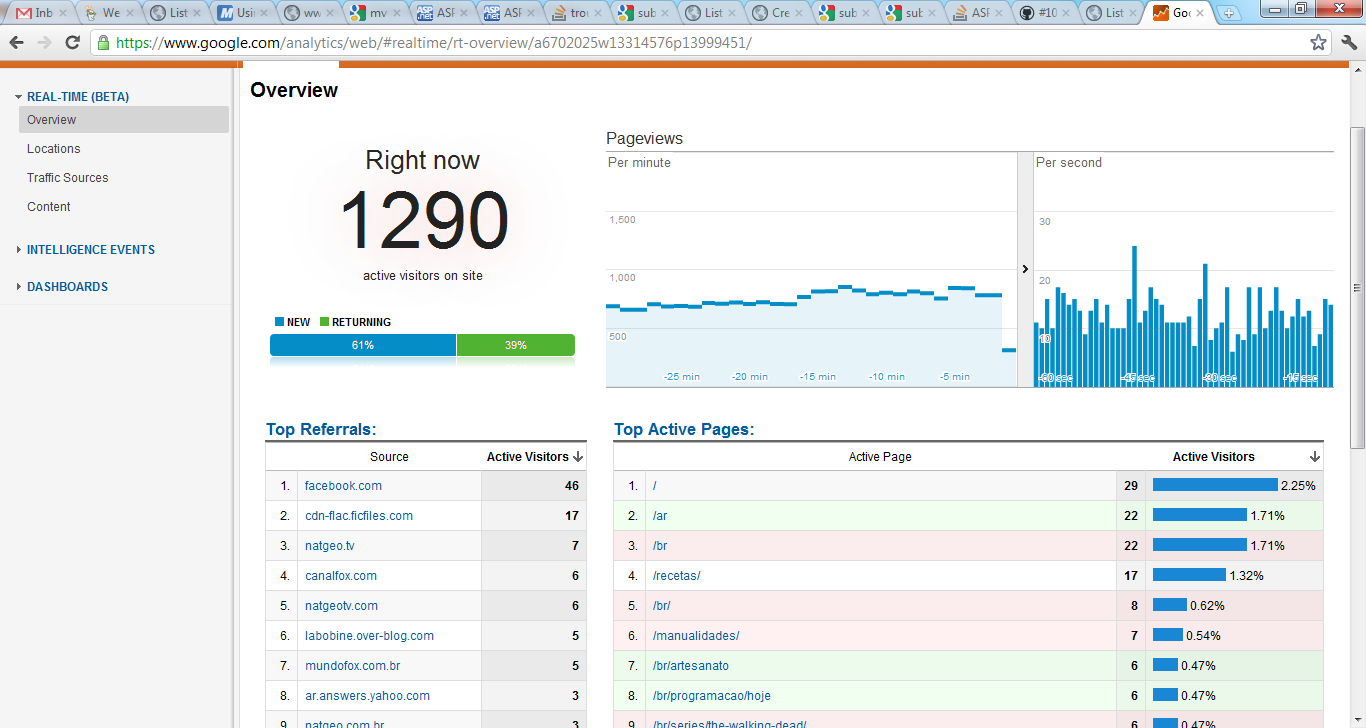 Inb We List Usi ww mv ASP ASP trou sub List Cre sub sub ASP #10 List Goo
https://www.google.com/analytics/web/#realtime/rt-overview/a6702025w13314576p13999451/
REAL-TIME (BETA)
Overview
Locations
Traffic Sources
Content
INTELLIGENCE EVENTS
DASHBOARDS
Overview
Right now
1290
active visitors on site
NEW RETURNING
61% 39%
Pageviews
Per minute
1,500
1,000
500
-25 min -20 min -15 min -10 min -5 min
Per second
30
20
10
-60 sec -45 sec -30 sec -15 sec
Top Referrals:
Source Active Visitors
1. facebook.com 46
2. cdn-flac.ficfiles.com 17
3. natgeo.tv 7
4. canalfox.com 6
5. natgeotv.com 6
6. labobine.over-blog.com 5
7. mundofox.com.br 5
8. ar.answers.yahoo.com 3
9. natgeo.com.br 3
Top Active Pages:
Active Page Active Visitors
1. / 29 2.25%
2. /ar 22 1.71%
3. /br 22 1.71%
4. /recetas/ 17 1.32%
5. /br/ 8 0.62%
6. /manualidades/ 7 0.54%
7. /br/artesanato 6 0.47%
8. /br/programacao/hoje 6 0.47%
9. /br/series/the-walking-dead/ 6 0.47%